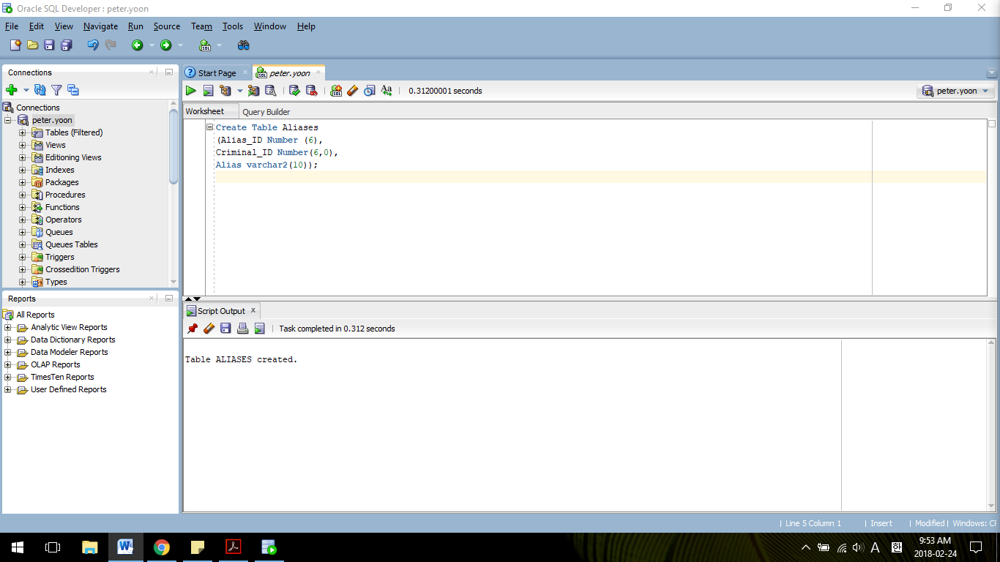 Oracle SQL Developer : peter.yoon
File Edit View Navigate Run Source Team Tools Window Help
Connections
Connections
peter.yoon
Tables (Filtered)
Views
Editioning Views
Indexes
Packages
Procedures
Functions
Operators
Queues
Queues Tables
Triggers
Crossedition Triggers
Types
Reports
All Reports
Analytic View Reports
Data Dictionary Reports
Data Modeler Reports
OLAP Reports
TimesTen Reports
User Defined Reports
Start Page peter.yoon
0.31200001 seconds peter.yoon
Worksheet Query Builder
Create Table Aliases
(Alias_ID Number (6),
Criminal_ID Number(6,0),
Alias varchar2(10));
Script Output
Task completed in 0.312 seconds
Table ALIASES created.
Line 5 Column 1 Insert Modified Windows: CF
A 한 9:53 AM
2018-02-24